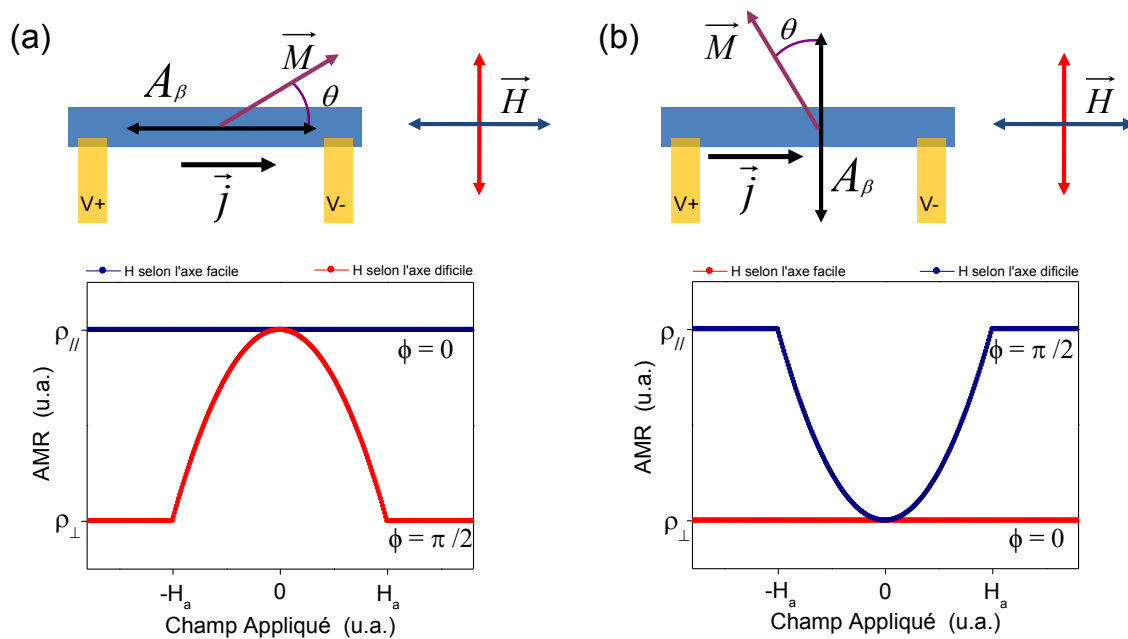 (a)
M
A_β
θ
H
V+
j
V-
H selon l'axe facile
H selon l'axe dificile
ρ_//
ϕ = 0
AMR (u.a.)
ρ_⊥
ϕ = π /2
-H_a
0
H_a
Champ Appliqué (u.a.)
(b)
M
θ
H
V+
j
A_β
V-
H selon l'axe facile
H selon l'axe dificile
ρ_//
ϕ = π /2
AMR (u.a.)
ρ_⊥
ϕ = 0
-H_a
0
H_a
Champ Appliqué (u.a.)